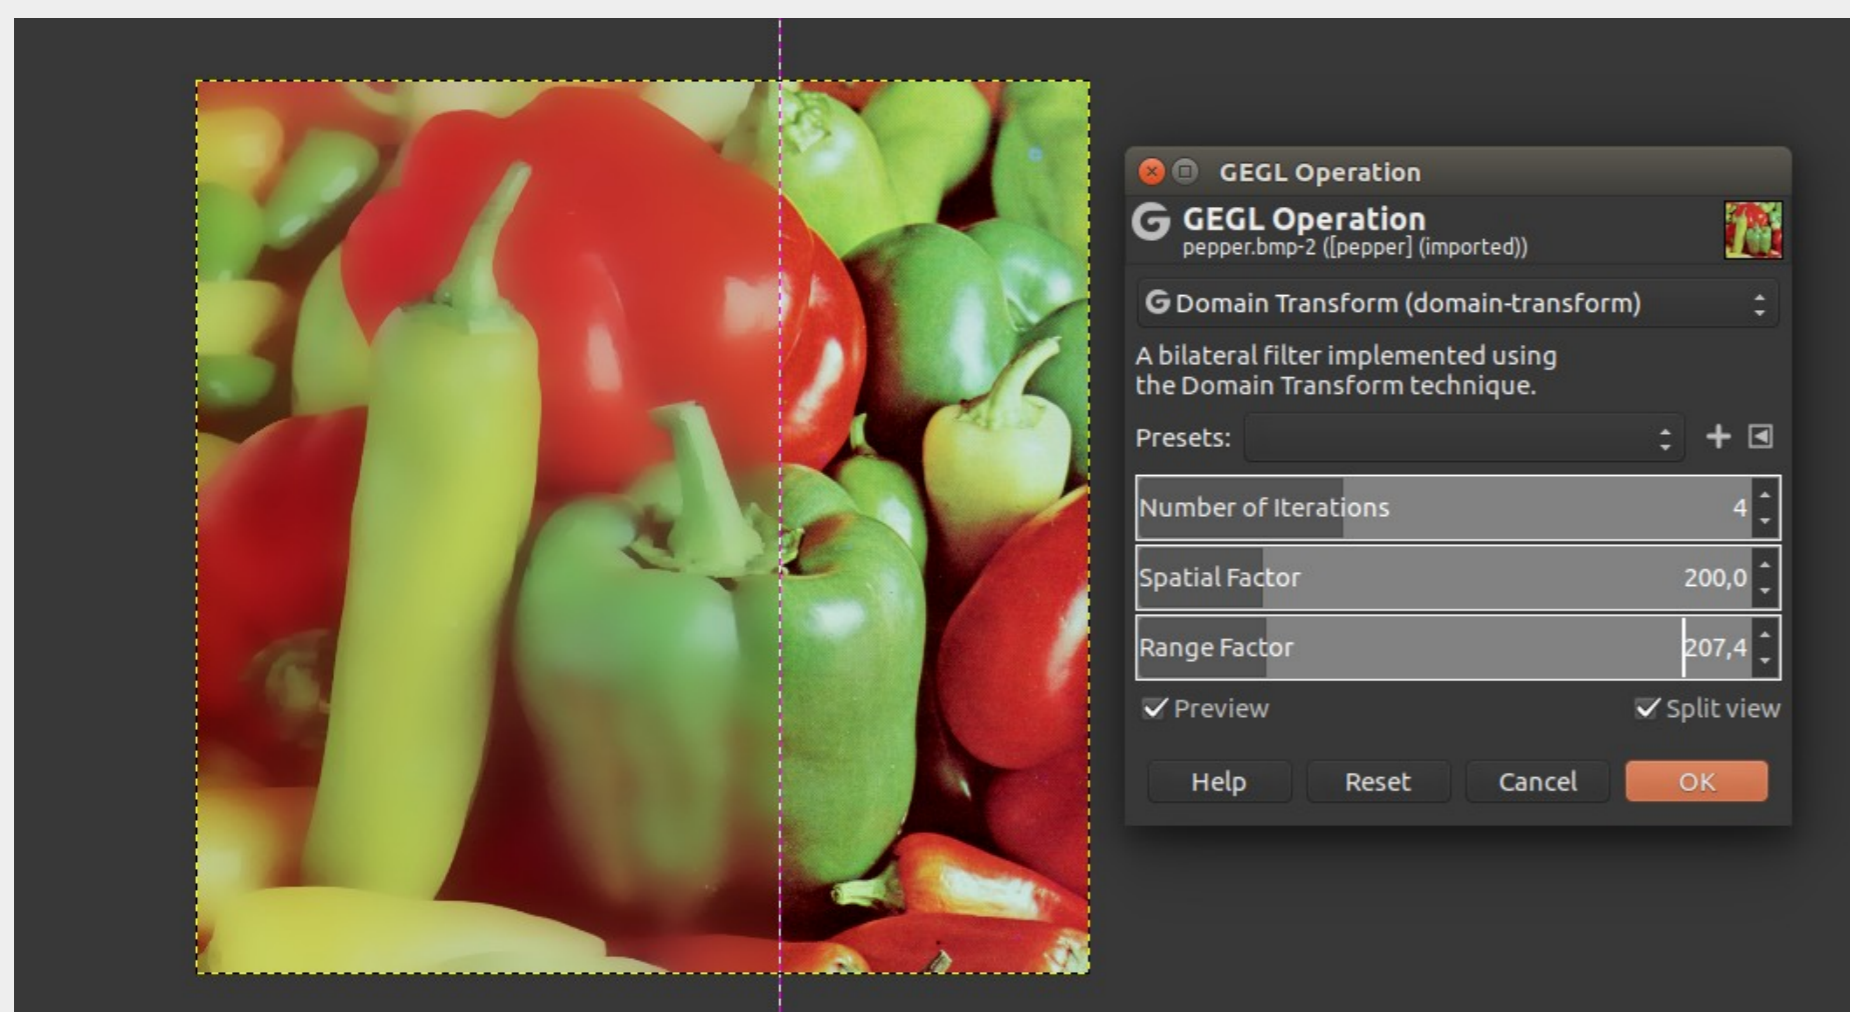 GEGL Operation
GEGL Operation
pepper.bmp-2 ([pepper] (imported))
Domain Transform (domain-transform)
A bilateral filter implemented using
the Domain Transform technique.
Presets:
Number of Iterations 4
Spatial Factor 200,0
Range Factor 207,4
Preview Split view
Help Reset Cancel OK